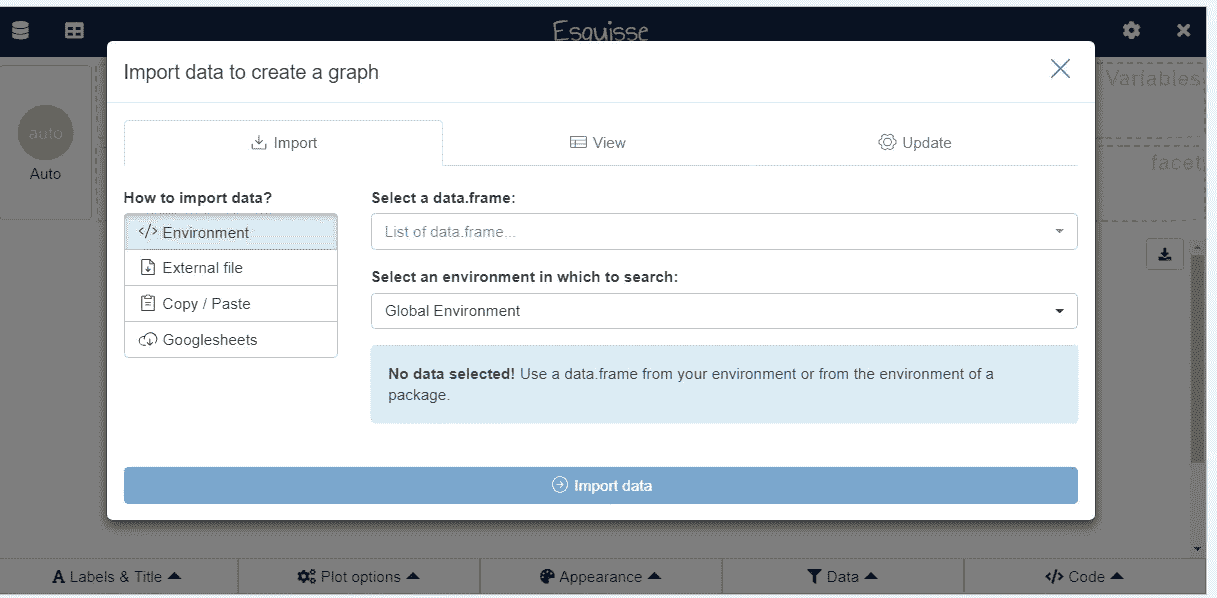 Esquisse
Import data to create a graph
Variables
auto
Import
View
Update
facet
Auto
How to import data?
Select a data.frame:
Environment
List of data.frame...
External file
Select an environment in which to search:
Copy / Paste
Global Environment
Googlesheets
No data selected! Use a data.frame from your environment or from the environment of a
package.
Import data
Labels & Title
Plot options
Appearance
Data
</> Code